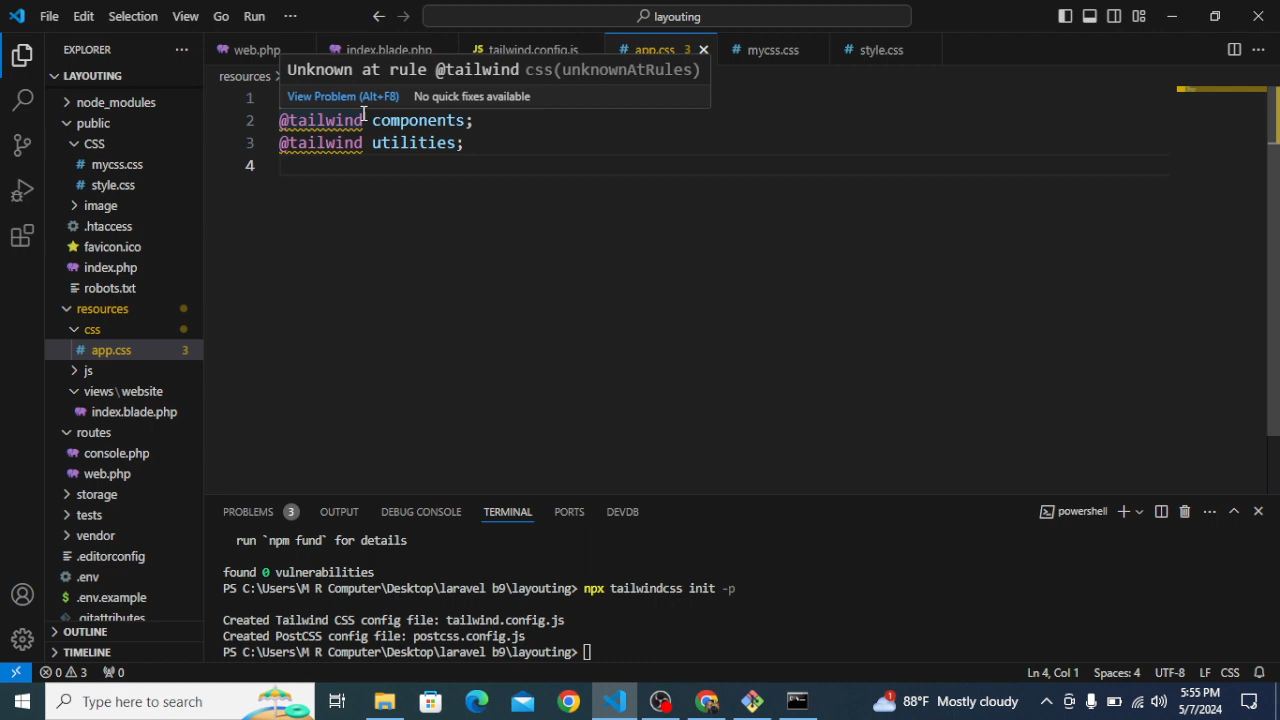 File Edit Selection View Go Run ··· layouting
EXPLORER ···
LAYOUTING
node_modules
public
CSS
mycss.css
style.css
image
.htaccess
favicon.ico
index.php
robots.txt
resources
css
app.css 3
js
views\website
index.blade.php
routes
console.php
web.php
storage
tests
vendor
.editorconfig
.env
.env.example
.gitattributes
OUTLINE
TIMELINE
web.php index.blade.php tailwind.config.js app.css 3 mycss.css style.css
resources >
Unknown at rule @tailwind css(unknownAtRules)
View Problem (Alt+F8) No quick fixes available
1
2 @tailwind components;
3 @tailwind utilities;
4
PROBLEMS 3 OUTPUT DEBUG CONSOLE TERMINAL PORTS DEVDB powershell
run `npm fund` for details
found 0 vulnerabilities
PS C:\Users\M R Computer\Desktop\laravel b9\layouting> npx tailwindcss init -p
Created Tailwind CSS config file: tailwind.config.js
Created PostCSS config file: postcss.config.js
PS C:\Users\M R Computer\Desktop\laravel b9\layouting>
0 3 0 Ln 4, Col 1 Spaces: 4 UTF-8 LF CSS
Type here to search 1 88°F Mostly cloudy 5:55 PM
5/7/2024